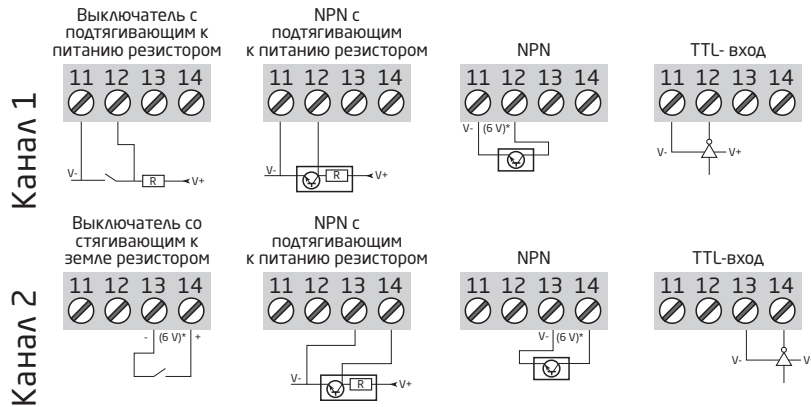 Выключатель с
подтягивающим к
питанию резистором
NPN с
подтягивающим
к питанию резистором
NPN
TTL- вход
Канал 1
11 12 13 14
11 12 13 14
11 12 13 14
11 12 13 14
V- R V+
V- R V+
V- (6 V)*
V- V+
Выключатель со
стягивающим к
земле резистором
NPN с
подтягивающим
к питанию резистором
NPN
TTL-вход
Канал 2
11 12 13 14
11 12 13 14
11 12 13 14
11 12 13 14
- (6 V)* +
V- R V+
V- (6 V)*
V- V